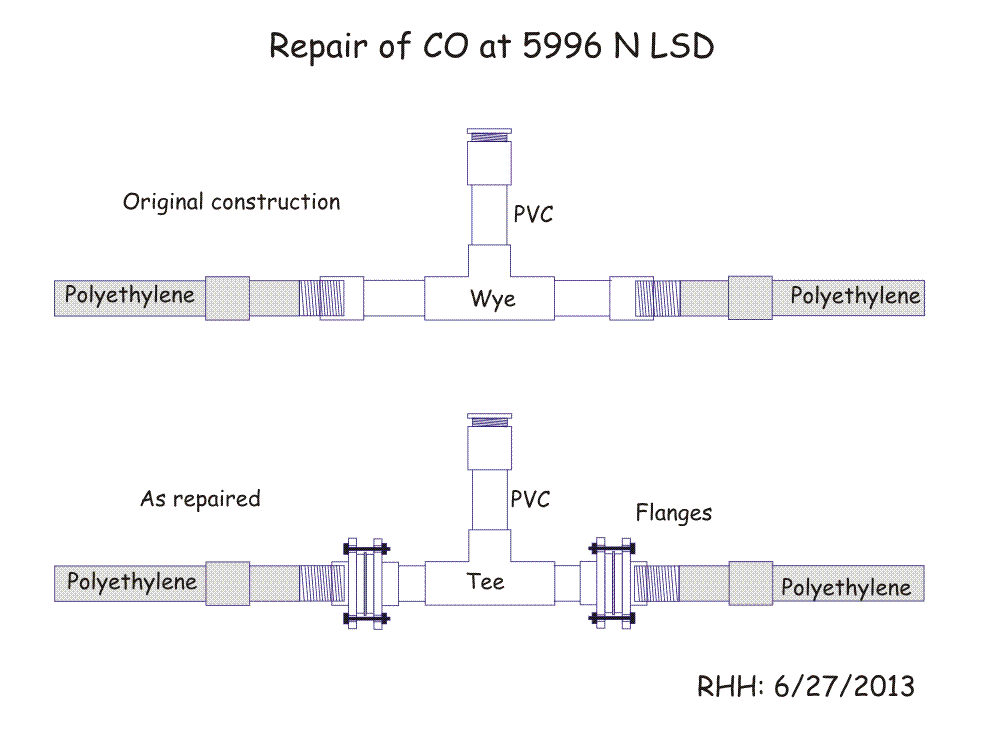 Repair of CO at 5996 N LSD
Original construction
PVC
Polyethylene
Wye
Polyethylene
As repaired
PVC
Flanges
Polyethylene
Tee
Polyethylene
RHH: 6/27/2013